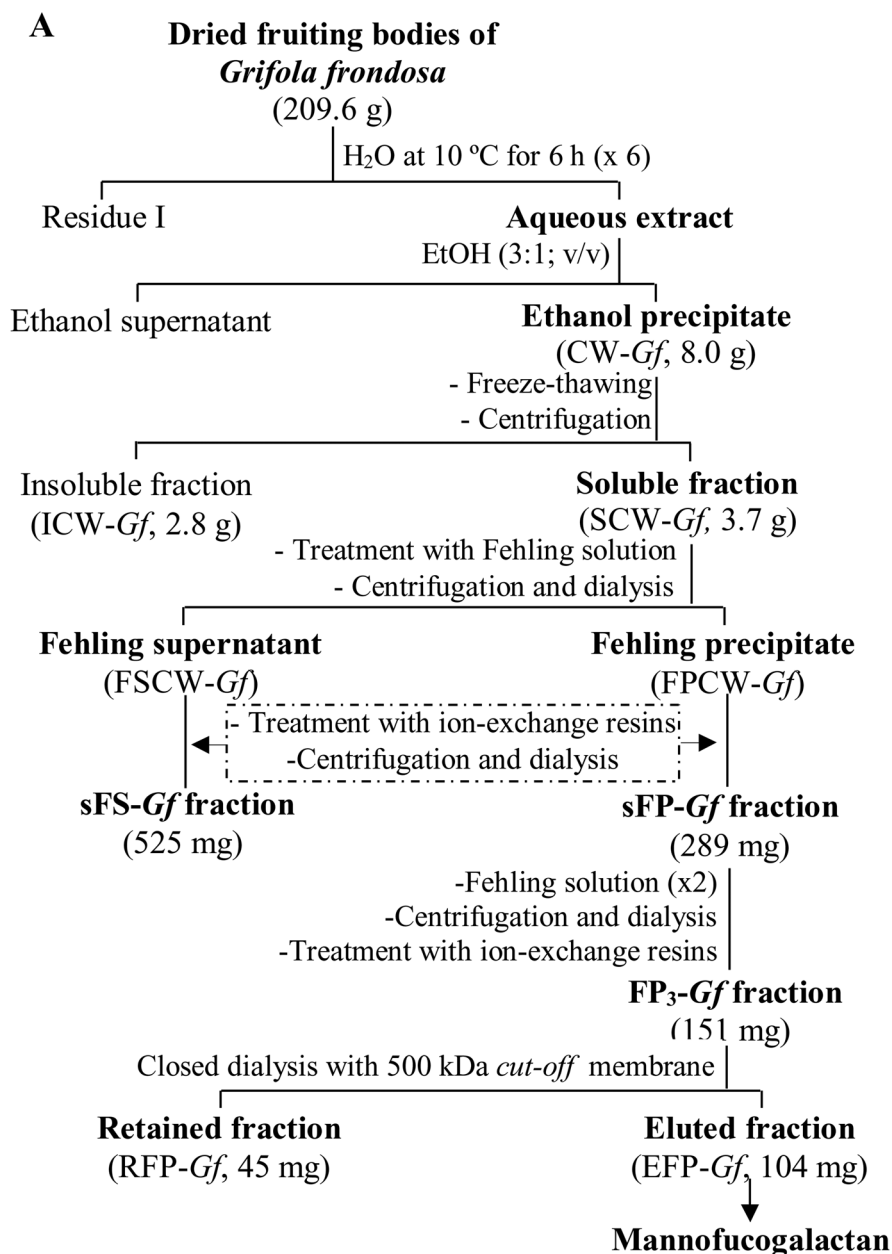 A
Dried fruiting bodies of
Grifola frondosa
(209.6 g)
H₂O at 10 ºC for 6 h (x 6)
Residue I
Aqueous extract
EtOH (3:1; v/v)
Ethanol supernatant
Ethanol precipitate
(CW-Gf, 8.0 g)
- Freeze-thawing
- Centrifugation
Insoluble fraction
(ICW-Gf, 2.8 g)
Soluble fraction
(SCW-Gf, 3.7 g)
- Treatment with Fehling solution
- Centrifugation and dialysis
Fehling supernatant
(FSCW-Gf)
Fehling precipitate
(FPCW-Gf)
- Treatment with ion-exchange resins
-Centrifugation and dialysis
sFS-Gf fraction
(525 mg)
sFP-Gf fraction
(289 mg)
-Fehling solution (x2)
-Centrifugation and dialysis
-Treatment with ion-exchange resins
FP₃-Gf fraction
(151 mg)
Closed dialysis with 500 kDa cut-off membrane
Retained fraction
(RFP-Gf, 45 mg)
Eluted fraction
(EFP-Gf, 104 mg)
Mannofucogalactan